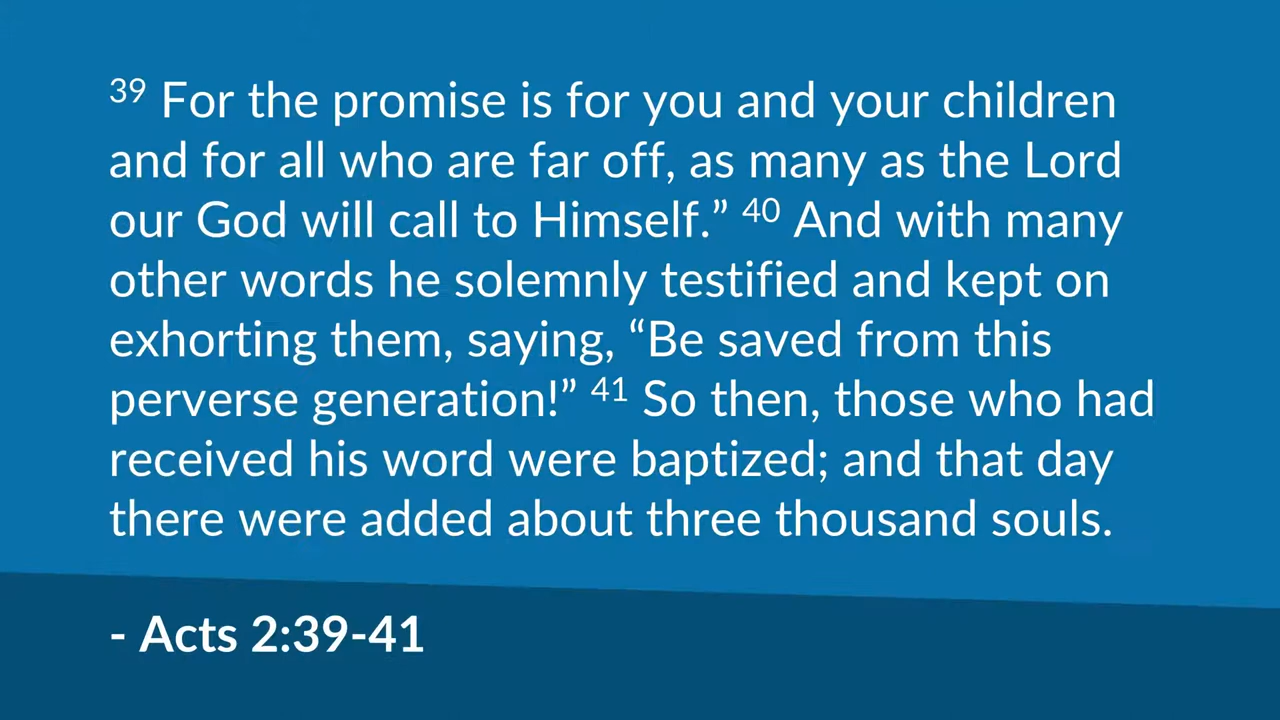 39 For the promise is for you and your children
and for all who are far off, as many as the Lord
our God will call to Himself.” 40 And with many
other words he solemnly testified and kept on
exhorting them, saying, “Be saved from this
perverse generation!” 41 So then, those who had
received his word were baptized; and that day
there were added about three thousand souls.
- Acts 2:39-41